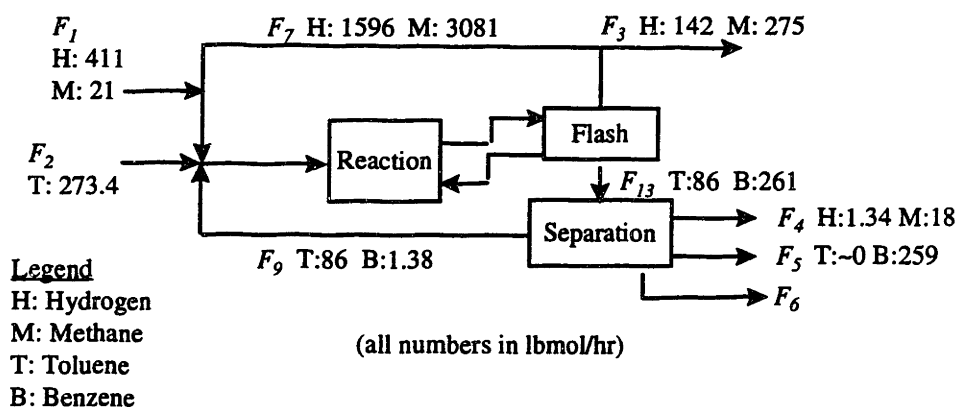 F1
H: 411
M: 21
F7 H: 1596 M: 3081
F3 H: 142 M: 275
F2
T: 273.4
Reaction
Flash
F13 T:86 B:261
Separation
F4 H:1.34 M:18
F5 T:~0 B:259
F6
F9 T:86 B:1.38
Legend
H: Hydrogen
M: Methane
T: Toluene
B: Benzene
(all numbers in lbmol/hr)